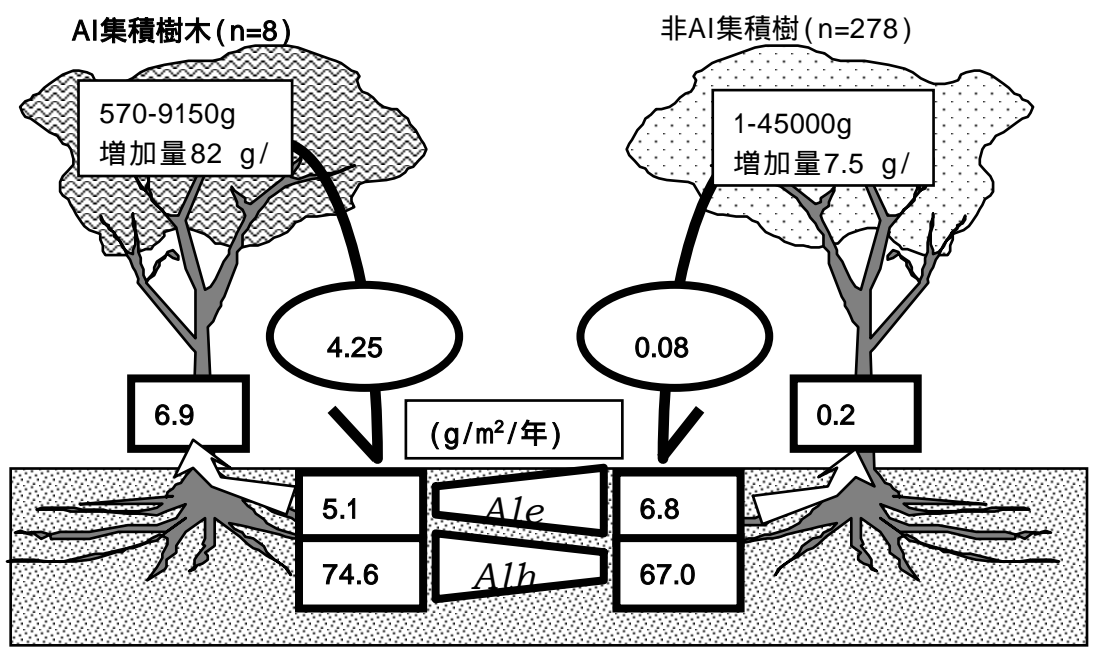 Al集積樹木(n=8)
非Al集積樹(n=278)
570-9150g
増加量82 g/
1-45000g
増加量7.5 g/
4.25
0.08
6.9
0.2
(g/m²/年)
5.1
Ale
6.8
74.6
Alh
67.0